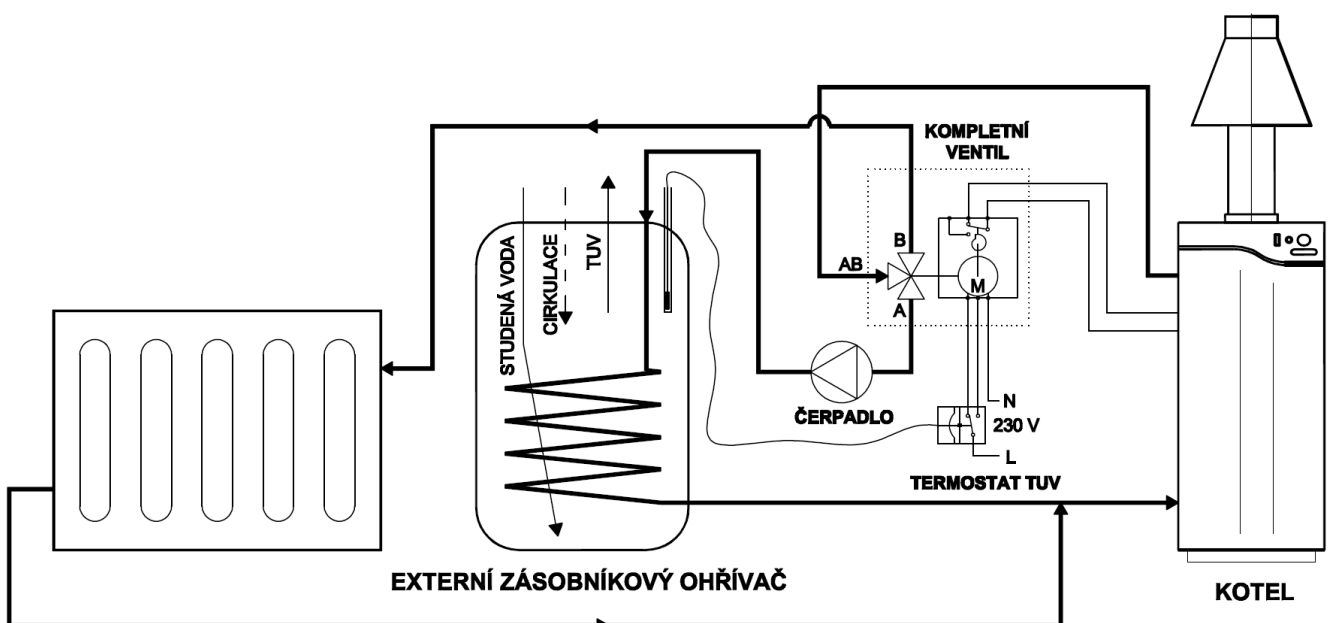 KOMPLETNÍ
VENTIL
B
AB
A
M
STUDENÁ VODA
CIRKULACE
TUV
ČERPADLO
N
230 V
L
TERMOSTAT TUV
EXTERNÍ ZÁSOBNÍKOVÝ OHŘÍVAČ
KOTEL